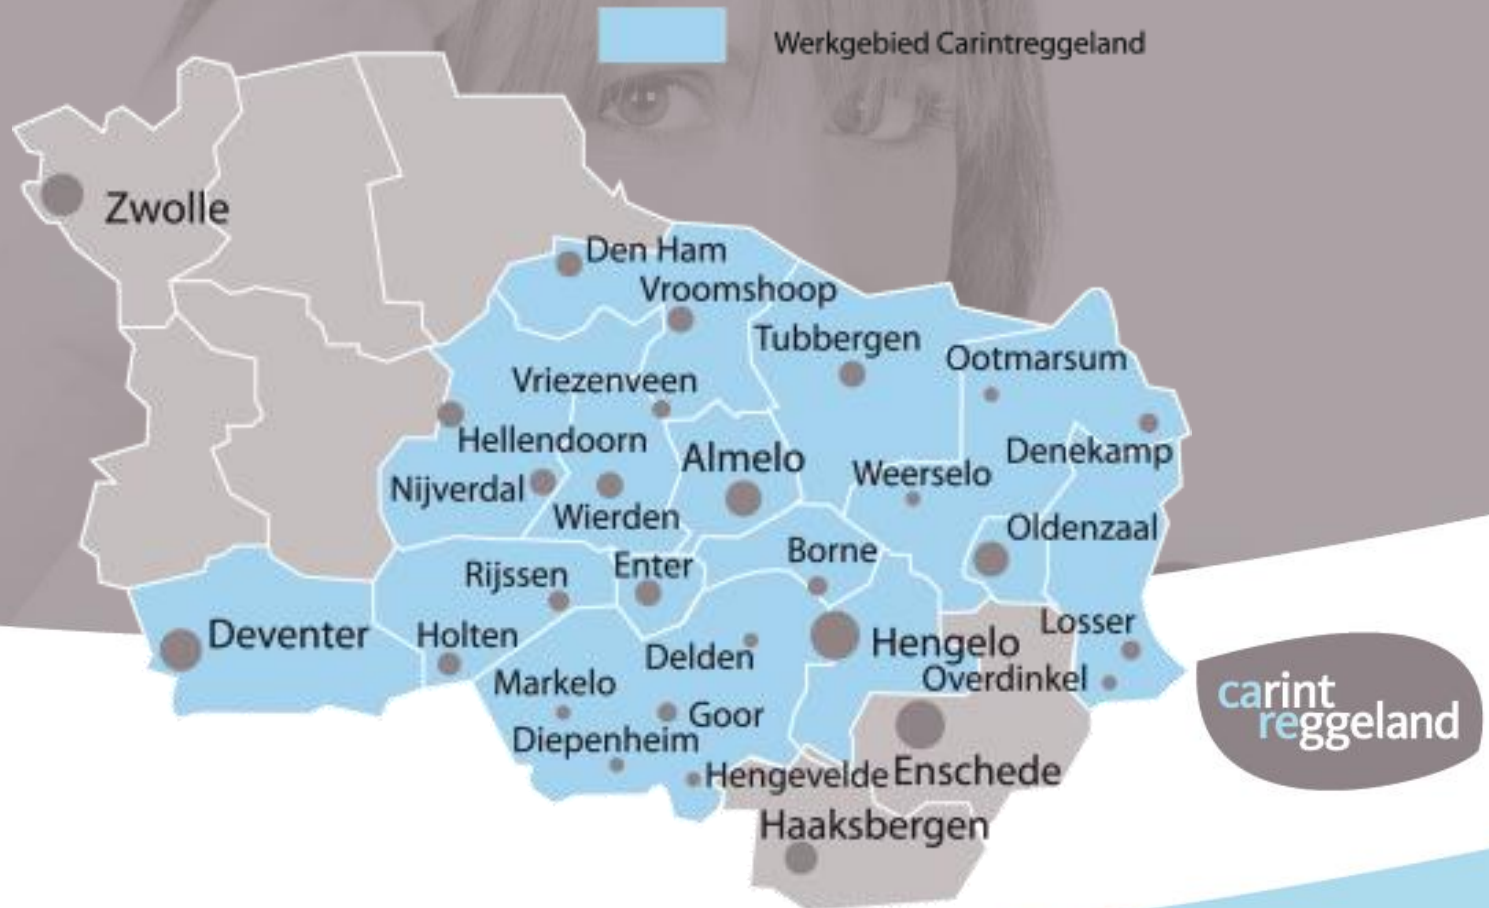 Werkgebied Carintreggeland
Zwolle
Den Ham
Vroomshoop
Tubbergen
Ootmarsum
Vriezenveen
Hellendoorn
Almelo
Denekamp
Weerselo
Nijverdal
Wierden
Oldenzaal
Borne
Enter
Rijssen
Losser
Deventer
Holten
Hengelo
Delden
Overdinkel
Markelo
carint
reggeland
Goor
Diepenheim
Hengevelde
Enschede
Haaksbergen